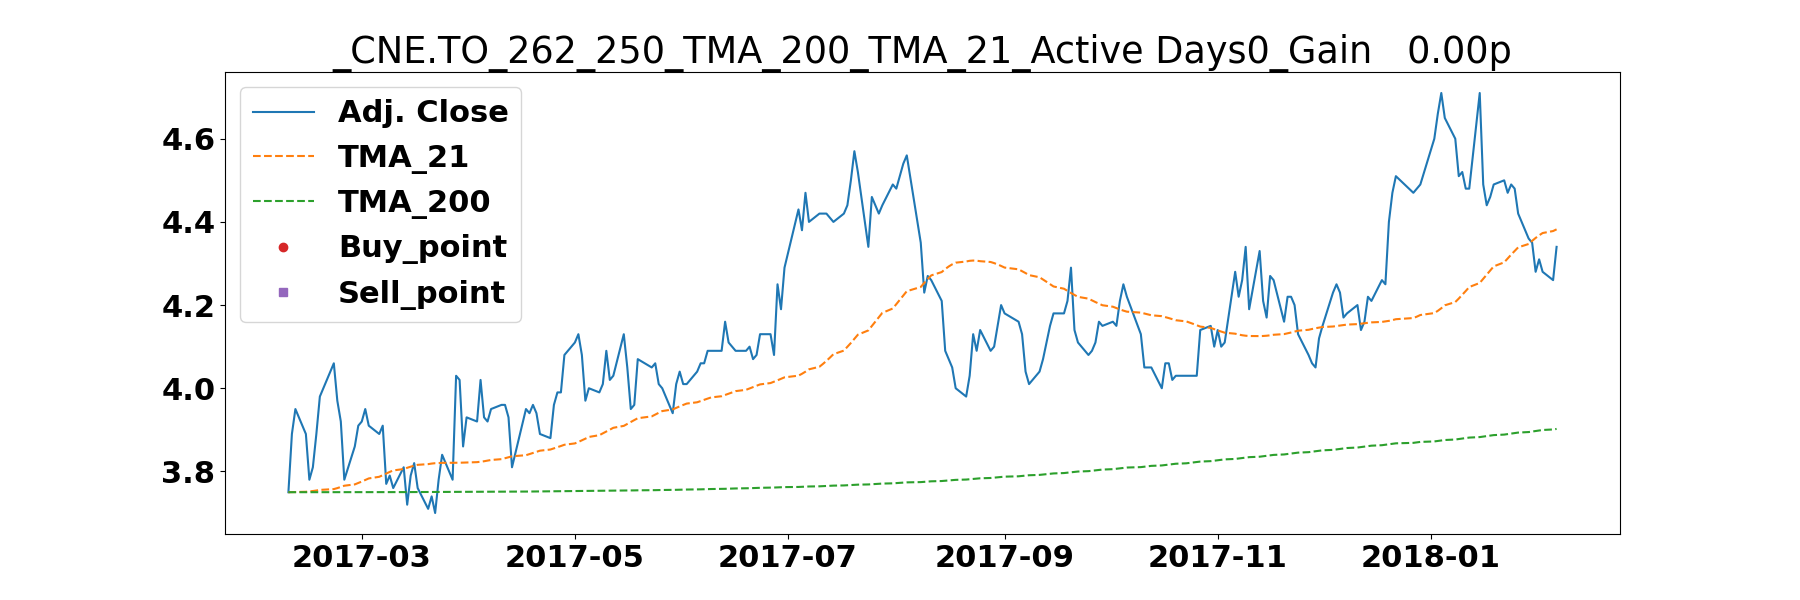 _CNE.TO_262_250_TMA_200_TMA_21_Active Days0_Gain   0.00p
Adj. Close
TMA_21
TMA_200
Buy_point
Sell_point
4.6
4.4
4.2
4.0
3.8
2017-03
2017-05
2017-07
2017-09
2017-11
2018-01